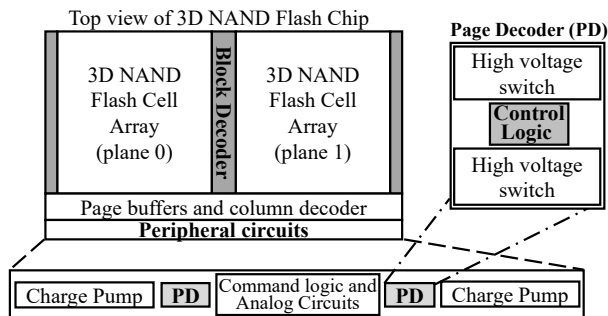 Top view of 3D NAND Flash Chip
3D NAND
Flash Cell
Array
(plane 0)
Block Decoder
3D NAND
Flash Cell
Array
(plane 1)
Page buffers and column decoder
Peripheral circuits
Page Decoder (PD)
High voltage
switch
Control
Logic
High voltage
switch
Charge Pump
PD
Command logic and
Analog Circuits
PD
Charge Pump